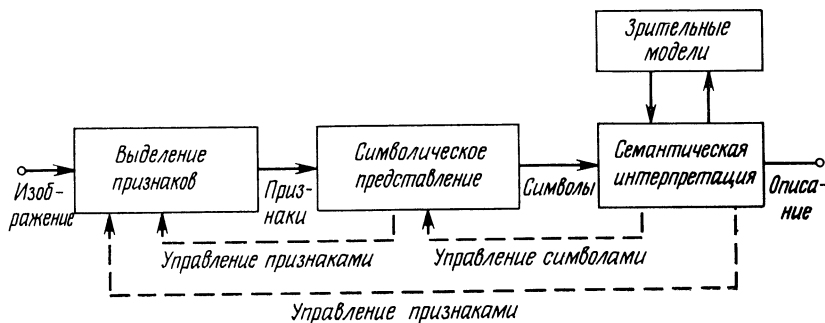 Зрительные
модели
Выделение
признаков
Символическое
представление
Семантическая
интерпретация
Изоб-
ражение
Приз-
наки
Символы
Описа-
ние
Управление признаками
Управление символами
Управление признаками